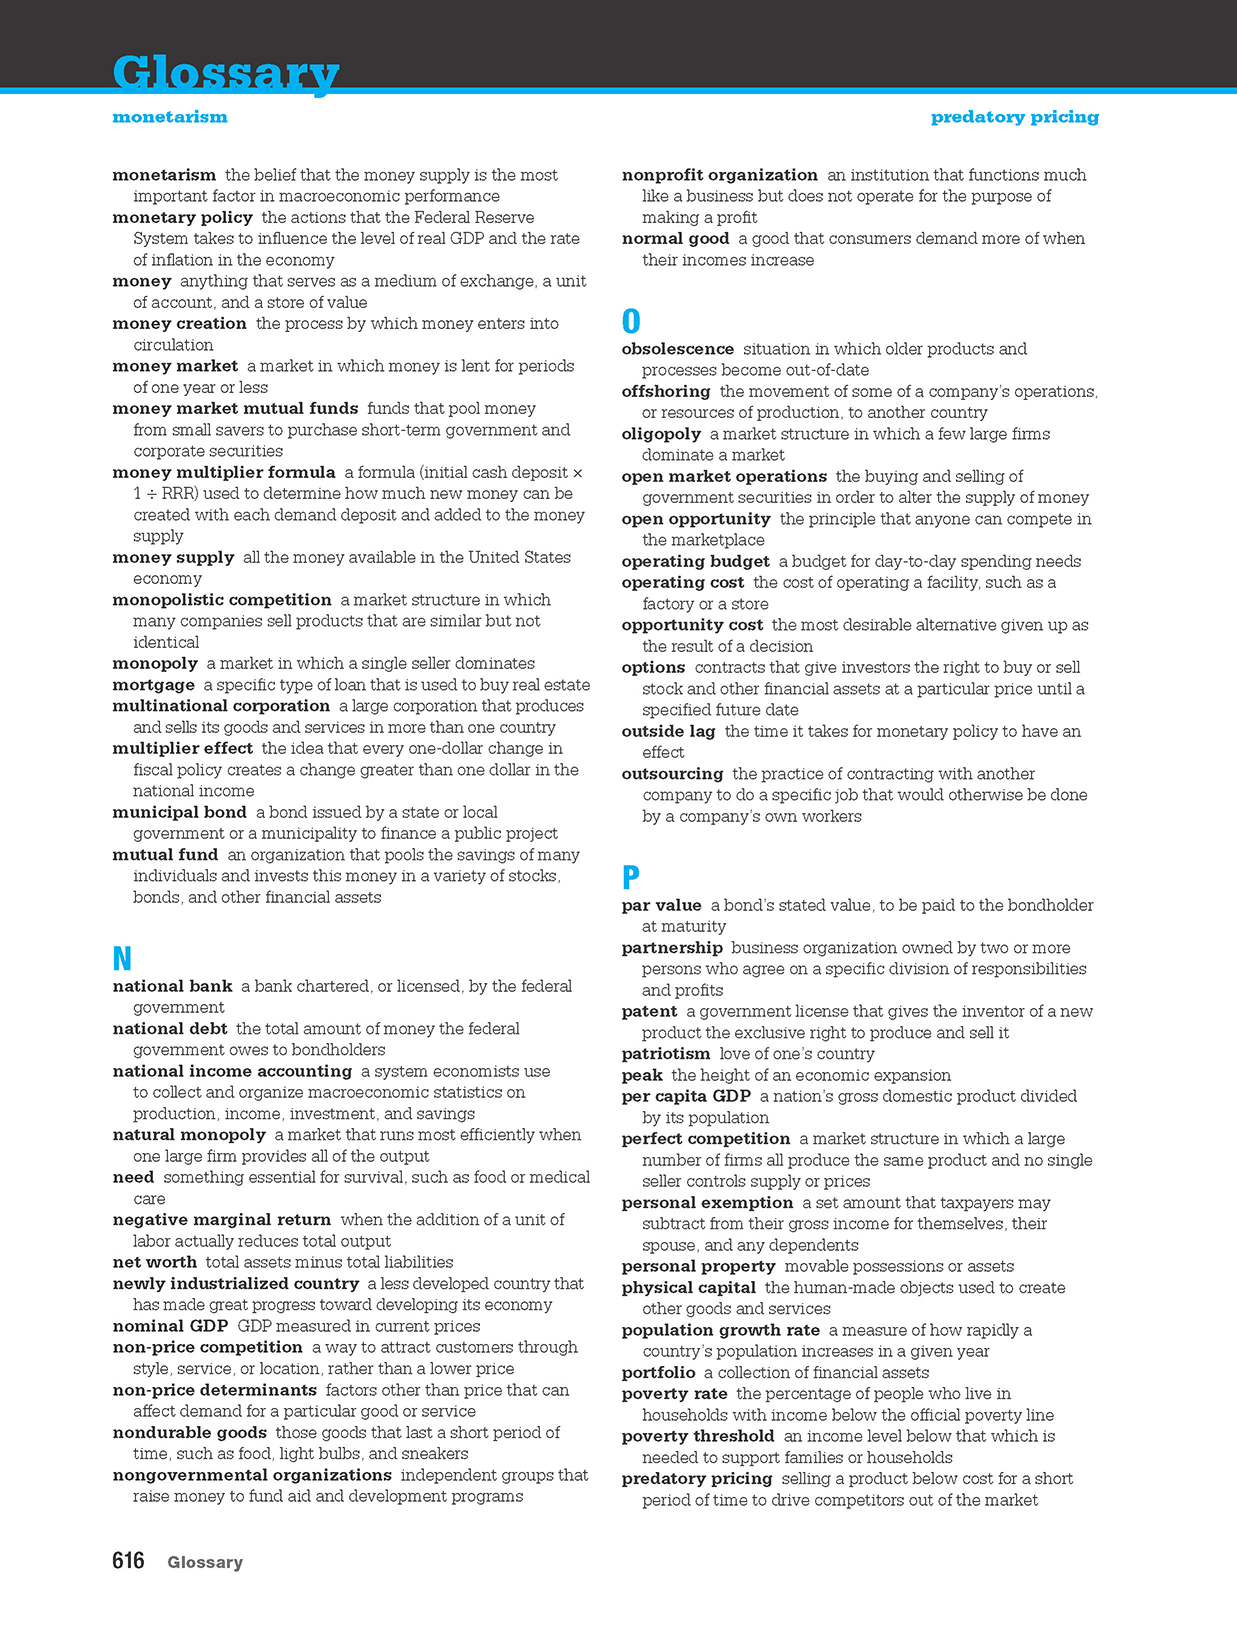 Glossary
monetarism
predatory pricing
monetarism the belief that the money supply is the most
important factor in macroeconomic performance
monetary policy the actions that the Federal Reserve
System takes to influence the level of real GDP and the rate
of inflation in the economy
money anything that serves as a medium of exchange, a unit
of account, and a store of value
money creation the process by which money enters into
circulation
money market a market in which money is lent for periods
of one year or less
money market mutual funds funds that pool money
from small savers to purchase short-term government and
corporate securities
money multiplier formula a formula (initial cash deposit ×
1 ÷ RRR) used to determine how much new money can be
created with each demand deposit and added to the money
supply
money supply all the money available in the United States
economy
monopolistic competition a market structure in which
many companies sell products that are similar but not
identical
monopoly a market in which a single seller dominates
mortgage a specific type of loan that is used to buy real estate
multinational corporation a large corporation that produces
and sells its goods and services in more than one country
multiplier effect the idea that every one-dollar change in
fiscal policy creates a change greater than one dollar in the
national income
municipal bond a bond issued by a state or local
government or a municipality to finance a public project
mutual fund an organization that pools the savings of many
individuals and invests this money in a variety of stocks,
bonds, and other financial assets
N
national bank a bank chartered, or licensed, by the federal
government
national debt the total amount of money the federal
government owes to bondholders
national income accounting a system economists use
to collect and organize macroeconomic statistics on
production, income, investment, and savings
natural monopoly a market that runs most efficiently when
one large firm provides all of the output
need something essential for survival, such as food or medical
care
negative marginal return when the addition of a unit of
labor actually reduces total output
net worth total assets minus total liabilities
newly industrialized country a less developed country that
has made great progress toward developing its economy
nominal GDP GDP measured in current prices
non-price competition a way to attract customers through
style, service, or location, rather than a lower price
non-price determinants factors other than price that can
affect demand for a particular good or service
nondurable goods those goods that last a short period of
time, such as food, light bulbs, and sneakers
nongovernmental organizations independent groups that
raise money to fund aid and development programs
nonprofit organization an institution that functions much
like a business but does not operate for the purpose of
making a profit
normal good a good that consumers demand more of when
their incomes increase
O
obsolescence situation in which older products and
processes become out-of-date
offshoring the movement of some of a company's operations,
or resources of production, to another country
oligopoly a market structure in which a few large firms
dominate a market
open market operations the buying and selling of
government securities in order to alter the supply of money
open opportunity the principle that anyone can compete in
the marketplace
operating budget a budget for day-to-day spending needs
operating cost the cost of operating a facility, such as a
factory or a store
opportunity cost the most desirable alternative given up as
the result of a decision
options contracts that give investors the right to buy or sell
stock and other financial assets at a particular price until a
specified future date
outside lag the time it takes for monetary policy to have an
effect
outsourcing the practice of contracting with another
company to do a specific job that would otherwise be done
by a company's own workers
P
par value a bond's stated value, to be paid to the bondholder
at maturity
partnership business organization owned by two or more
persons who agree on a specific division of responsibilities
and profits
patent a government license that gives the inventor of a new
product the exclusive right to produce and sell it
patriotism love of one's country
peak the height of an economic expansion
per capita GDP a nation's gross domestic product divided
by its population
perfect competition a market structure in which a large
number of firms all produce the same product and no single
seller controls supply or prices
personal exemption a set amount that taxpayers may
subtract from their gross income for themselves, their
spouse, and any dependents
personal property movable possessions or assets
physical capital the human-made objects used to create
other goods and services
population growth rate a measure of how rapidly a
country's population increases in a given year
portfolio a collection of financial assets
poverty rate the percentage of people who live in
households with income below the official poverty line
poverty threshold an income level below that which is
needed to support families or households
predatory pricing selling a product below cost for a short
period of time to drive competitors out of the market
616 Glossary